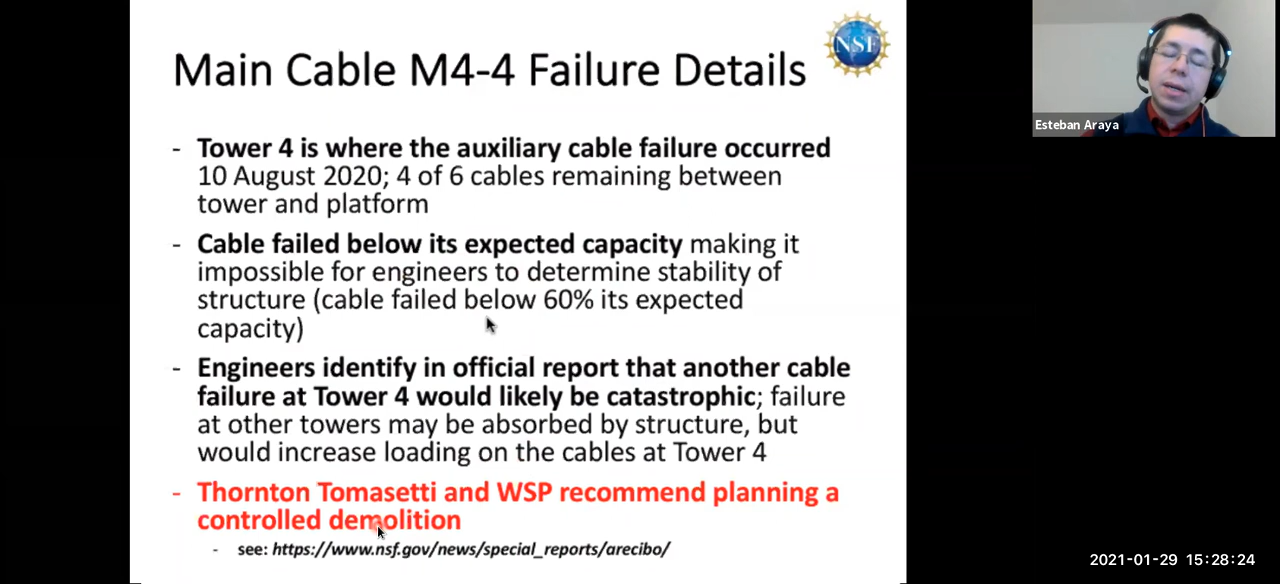 Main Cable M4-4 Failure Details
NSF
Esteban Araya
- Tower 4 is where the auxiliary cable failure occurred
10 August 2020; 4 of 6 cables remaining between
tower and platform
- Cable failed below its expected capacity making it
impossible for engineers to determine stability of
structure (cable failed below 60% its expected
capacity)
- Engineers identify in official report that another cable
failure at Tower 4 would likely be catastrophic; failure
at other towers may be absorbed by structure, but
would increase loading on the cables at Tower 4
- Thornton Tomasetti and WSP recommend planning a
controlled demolition
- see: https://www.nsf.gov/news/special_reports/arecibo/
2021-01-29 15:28:24